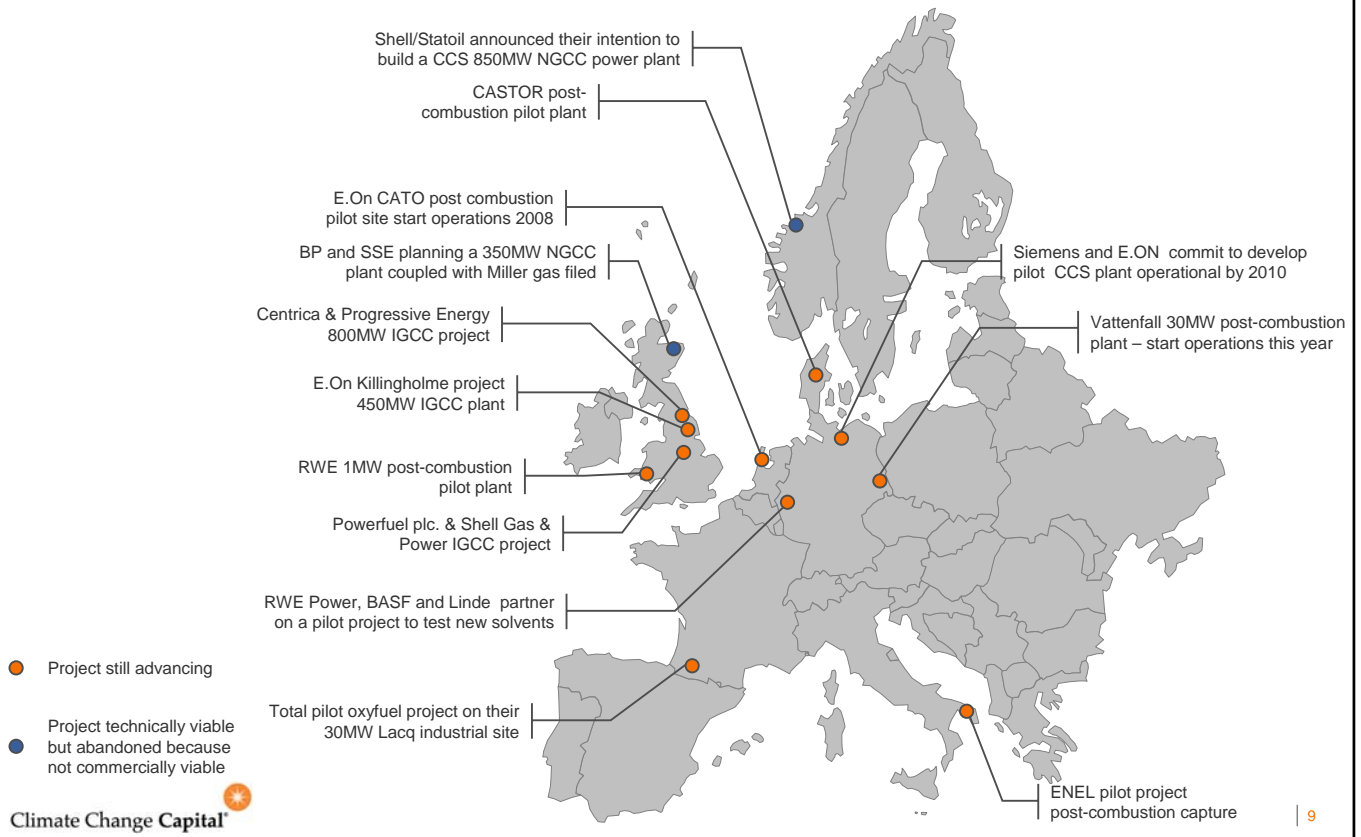 Shell/Statoil announced their intention to
build a CCS 850MW NGCC power plant
CASTOR post-
combustion pilot plant
E.On CATO post combustion
pilot site start operations 2008
BP and SSE planning a 350MW NGCC
plant coupled with Miller gas filed
Centrica & Progressive Energy
800MW IGCC project
E.On Killingholme project
450MW IGCC plant
RWE 1MW post-combustion
pilot plant
Powerfuel plc. & Shell Gas &
Power IGCC project
RWE Power, BASF and Linde partner
on a pilot project to test new solvents
Total pilot oxyfuel project on their
30MW Lacq industrial site
Siemens and E.ON commit to develop
pilot CCS plant operational by 2010
Vattenfall 30MW post-combustion
plant – start operations this year
ENEL pilot project
post-combustion capture
Project still advancing
Project technically viable
but abandoned because
not commercially viable
Climate Change Capital®
9